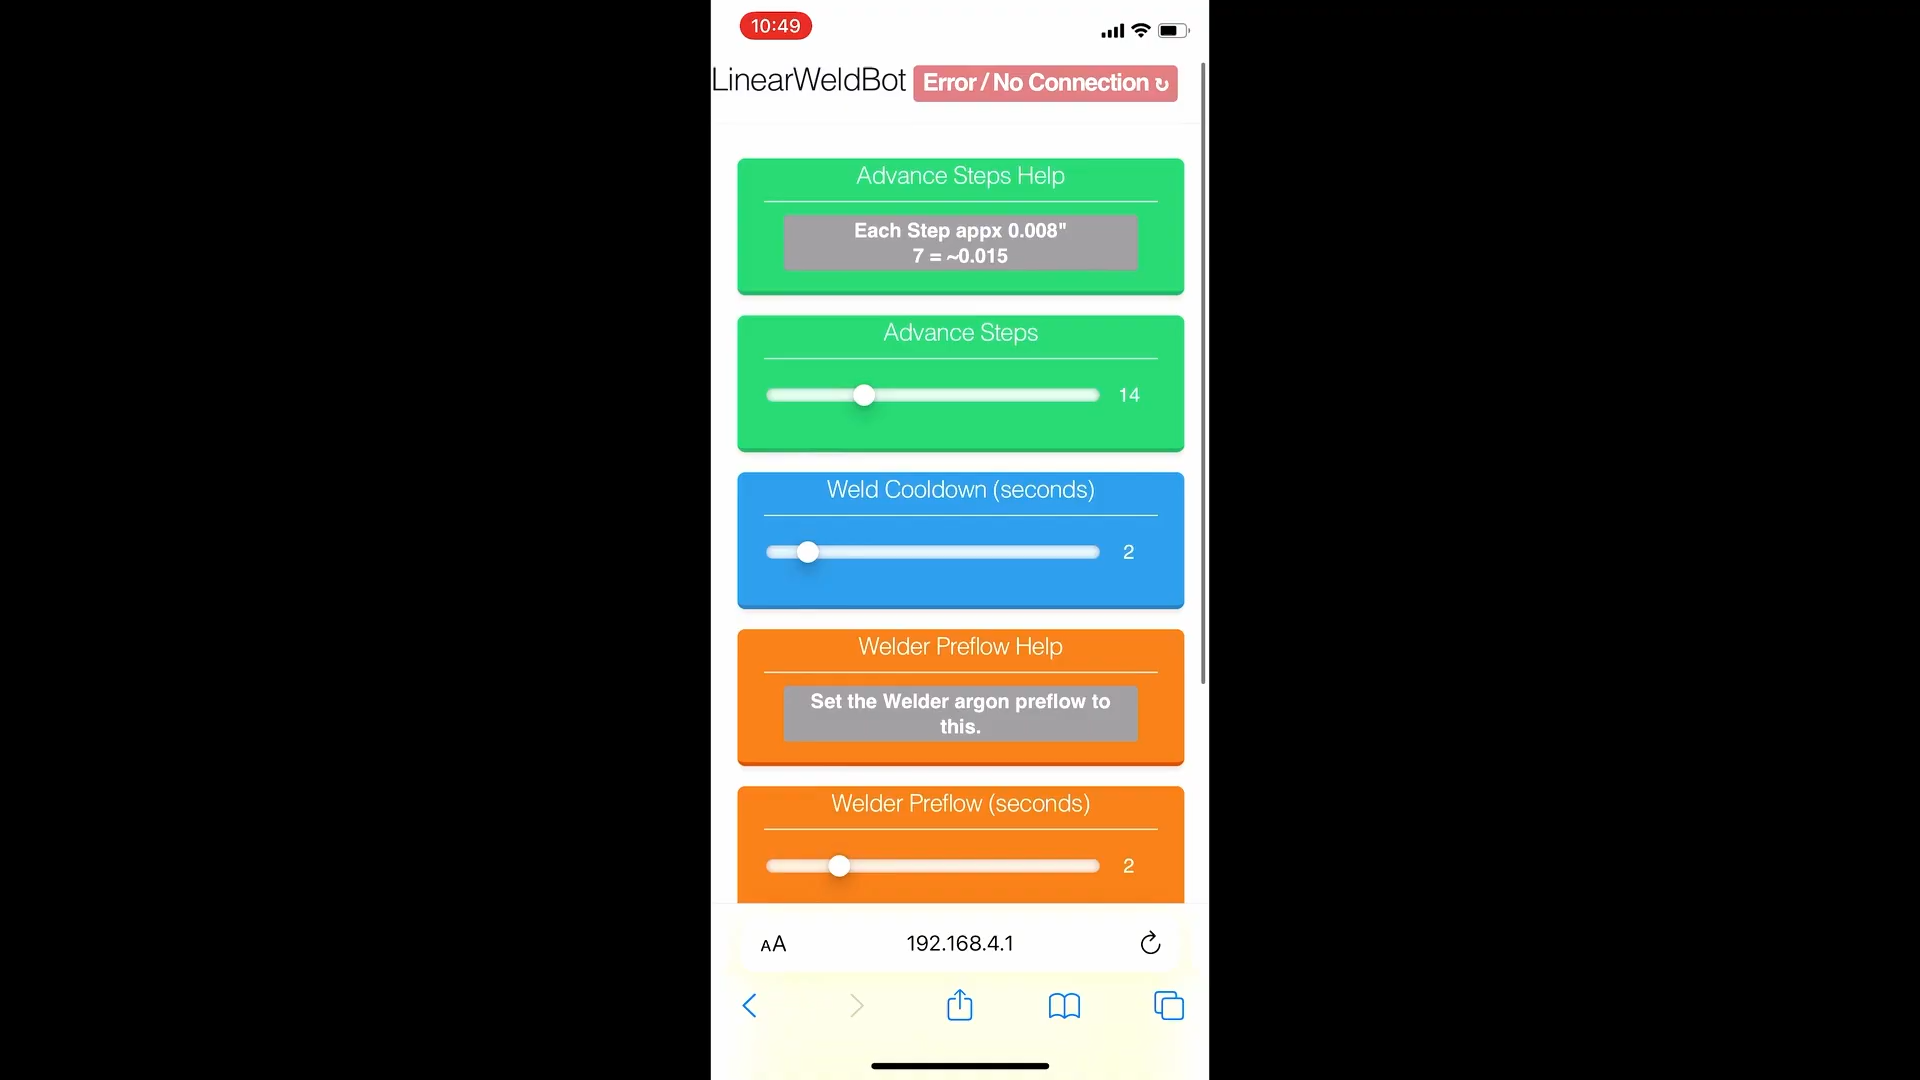 10:49
LinearWeldBot Error / No Connection ↻
Advance Steps Help
Each Step appx 0.008"
7 = ~0.015
Advance Steps
14
Weld Cooldown (seconds)
2
Welder Preflow Help
Set the Welder argon preflow to
this.
Welder Preflow (seconds)
2
AA 192.168.4.1